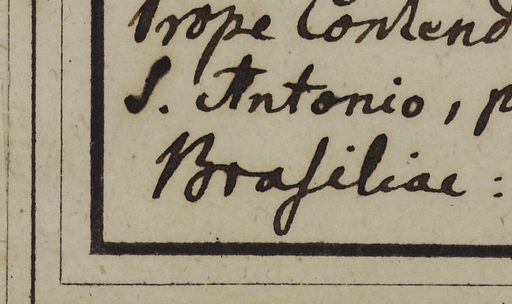 Prope Contend
S. Antonio, p
Braſiliae: